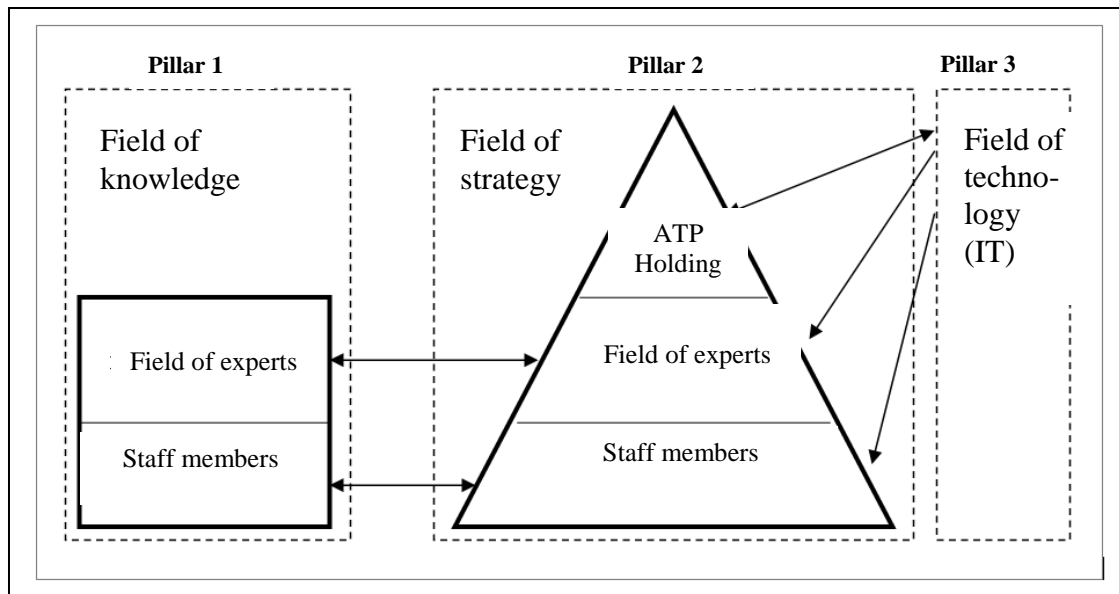 Pillar 1
Pillar 2
Pillar 3
Field of
knowledge
Field of
strategy
Field of
techno-
logy
(IT)
ATP
Holding
Field of experts
Field of experts
Staff members
Staff members